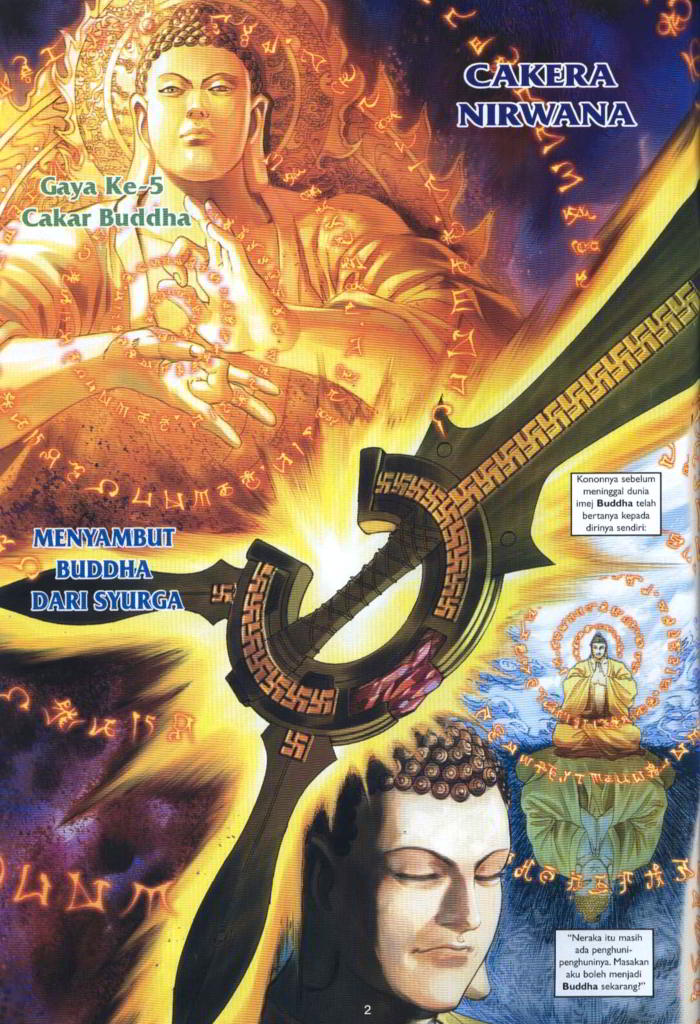 CAKERA
NIRWANA
Gaya Ke-5
Cakar Buddha
Kononnya sebelum
meninggal dunia
imej Buddha telah
bertanya kepada
dirinya sendiri:
MENYAMBUT
BUDDHA
DARI SYURGA
"Neraka itu masih
ada penghuni-
penghuninya. Masakan
aku boleh menjadi
Buddha sekarang?"
2